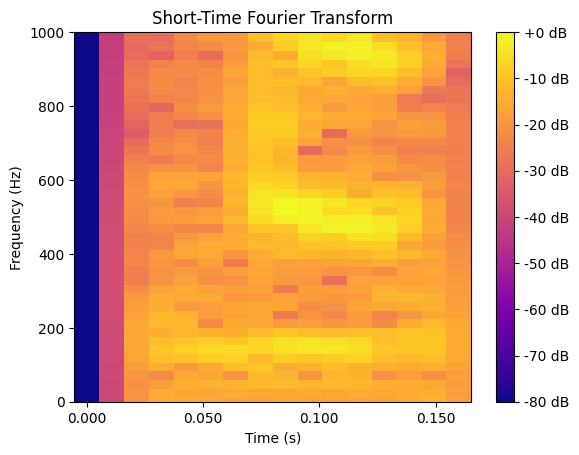 Short-Time Fourier Transform
1000
800
600
400
200
0
Frequency (Hz)
0.000
0.050
0.100
0.150
Time (s)
+0 dB
-10 dB
-20 dB
-30 dB
-40 dB
-50 dB
-60 dB
-70 dB
-80 dB